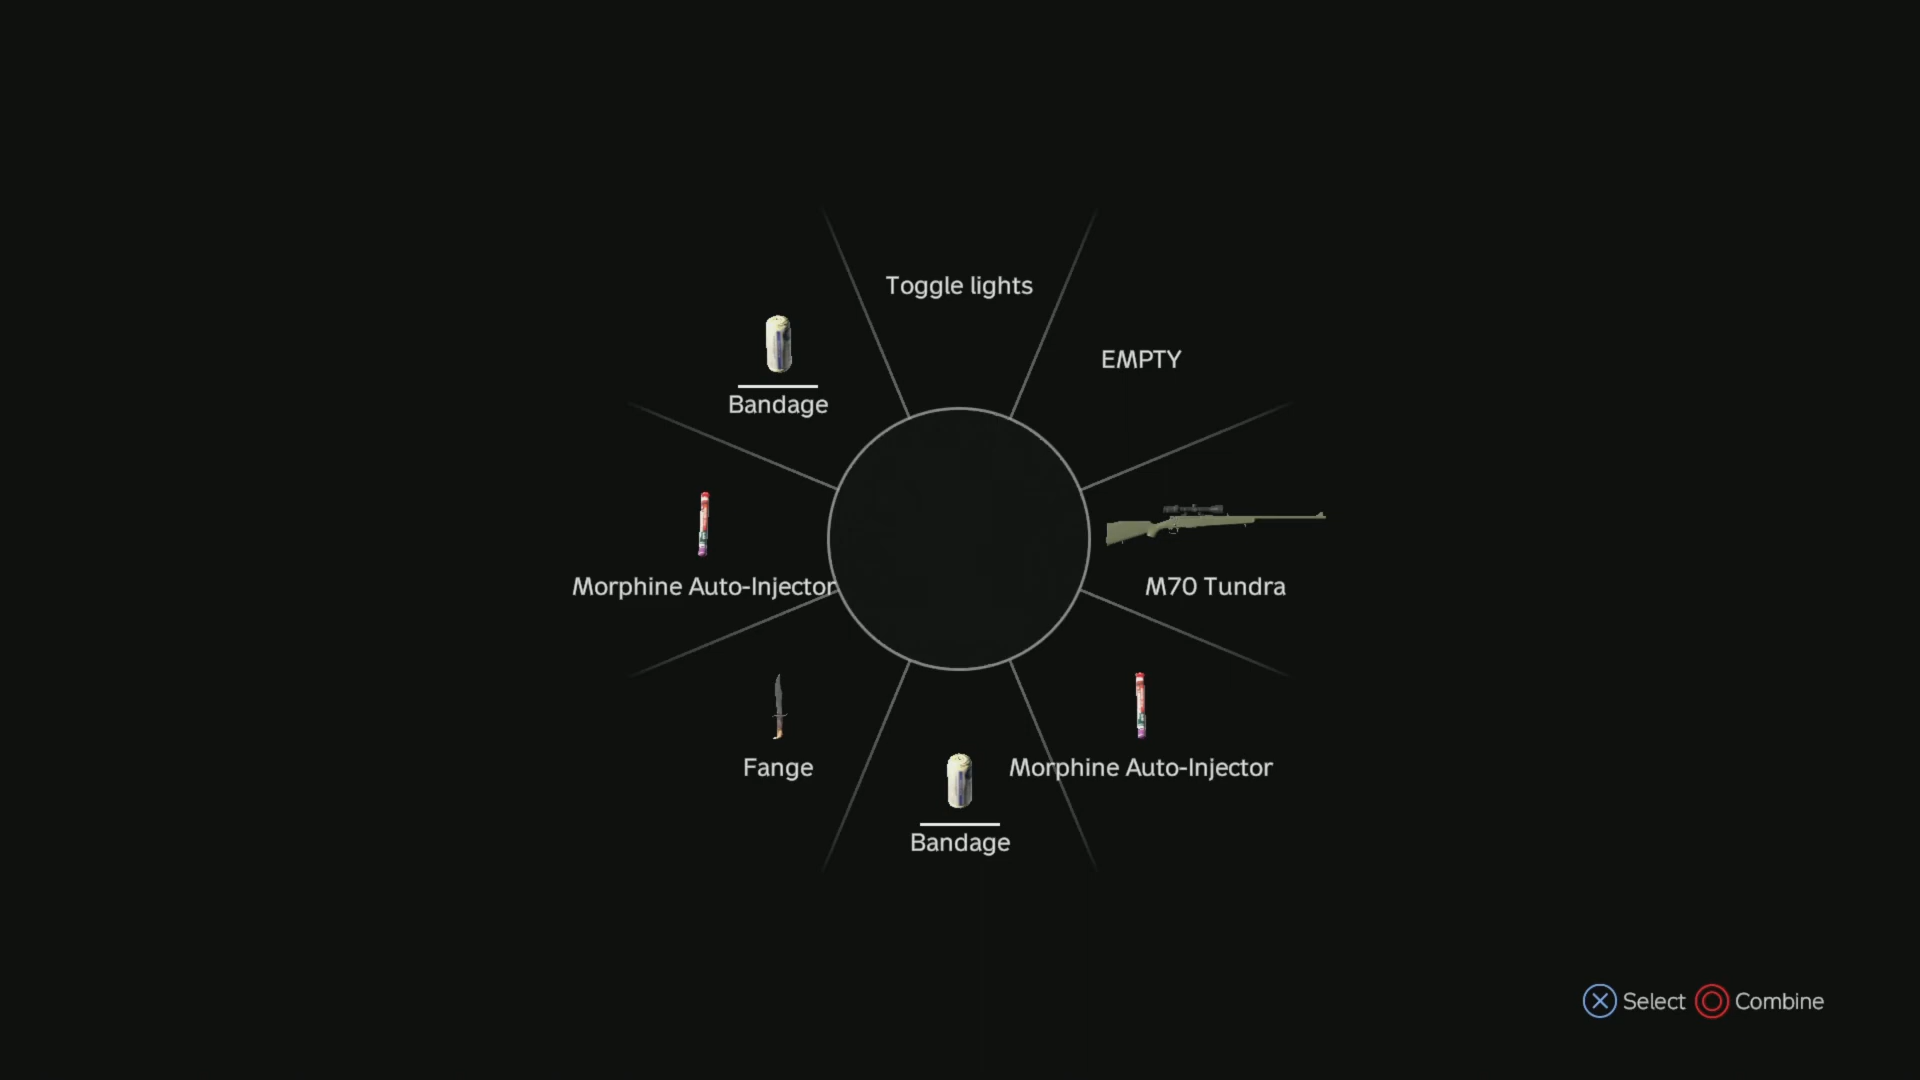 Toggle lights
EMPTY
Bandage
Morphine Auto-Injector
M70 Tundra
Fange
Morphine Auto-Injector
Bandage
Select Combine